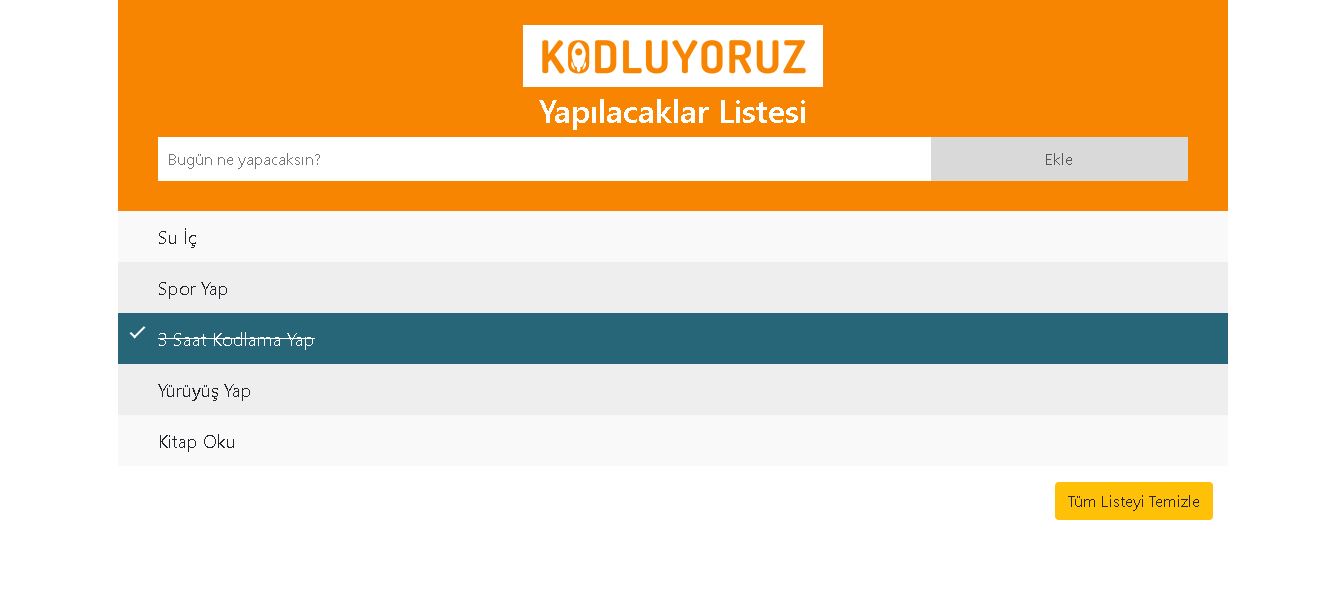 KODLUYORUZ
Yapılacaklar Listesi
Bugün ne yapacaksın? Ekle
Su İç
Spor Yap
3 Saat Kodlama Yap
Yürüyüş Yap
Kitap Oku
Tüm Listeyi Temizle